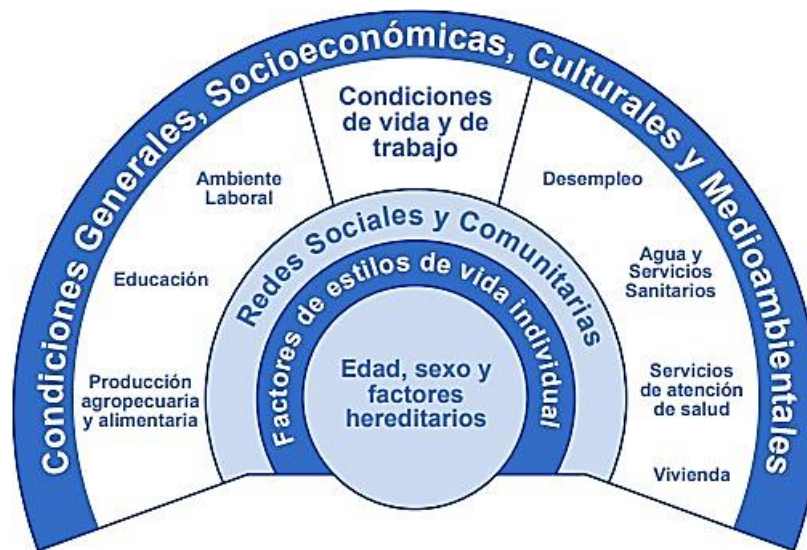 Condiciones Generales, Socioeconómicas, Culturales y Medioambientales
Condiciones
de vida y de
trabajo
Ambiente
Laboral
Desempleo
Educación
Agua y
Servicios
Sanitarios
Producción
agropecuaria
y alimentaria
Servicios
de atención
de salud
Vivienda
Redes Sociales y Comunitarias
Factores de estilos de vida individual
Edad, sexo y
factores
hereditarios